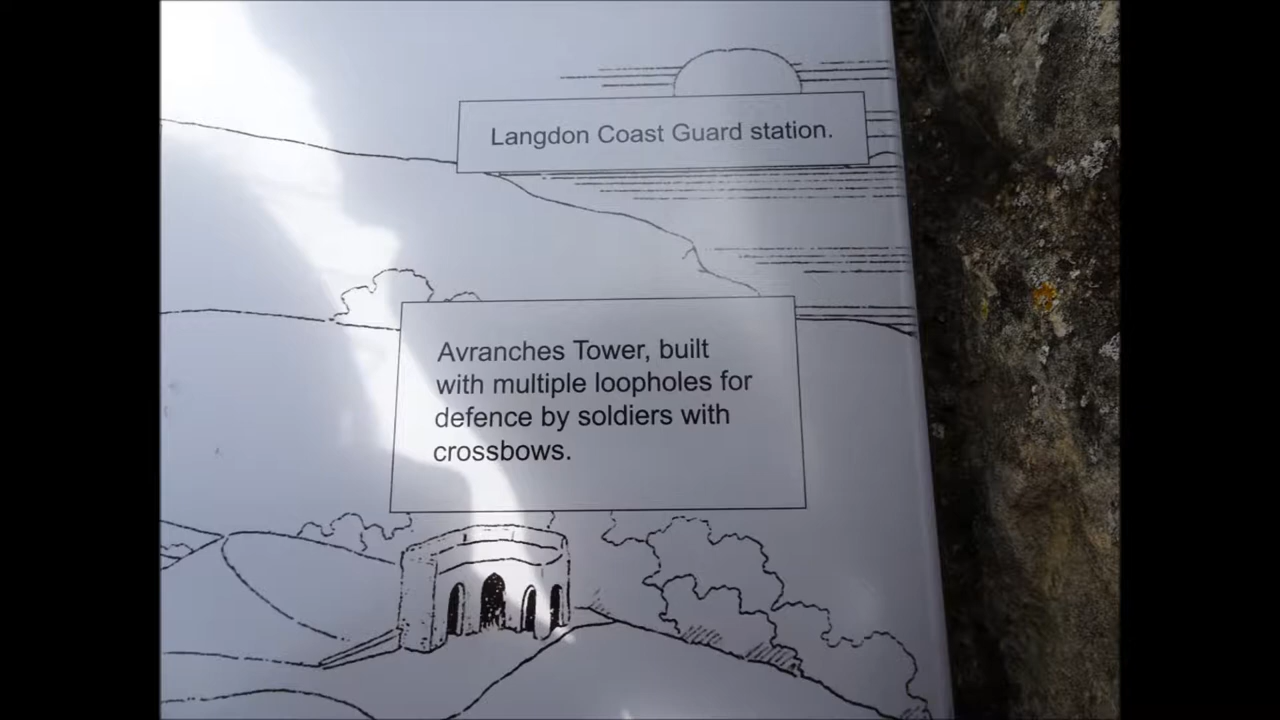 Langdon Coast Guard station.
Avranches Tower, built
with multiple loopholes for
defence by soldiers with
crossbows.